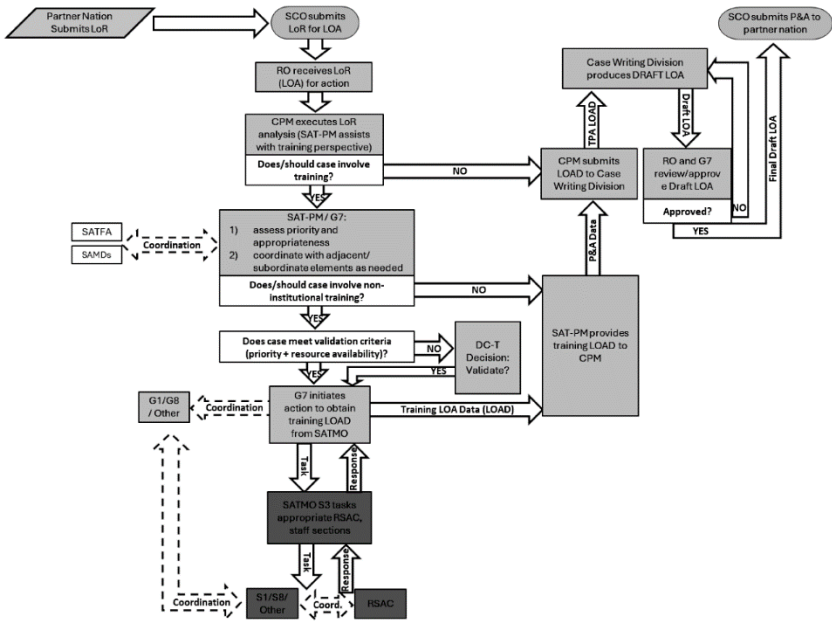 Partner Nation
Submits LoR
SCO submits
LoR for LOA
SCO submits P&A to
partner nation
RO receives LoR
(LOA) for action
Case Writing Division
produces DRAFT LOA
CPM executes LoR
analysis (SAT-PM assists
with training perspective)
Does/should case involve
training?
NO
YES
TPA LOAD
Draft LOA
Final Draft LOA
CPM submits
LOAD to Case
Writing Division
RO and G7
review/approv
e Draft LOA
Approved?
NO
YES
SATFA
SAMDs
Coordination
SAT-PM / G7:
1) assess priority and
appropriateness
2) coordinate with adjacent/
subordinate elements as needed
Does/should case involve non-
institutional training?
NO
YES
P&A Data
SAT-PM provides
training LOAD to
CPM
Does case meet validation criteria
(priority + resource availability)?
NO
YES
DC-T
Decision:
Validate?
YES
G1/G8
/ Other
Coordination
G7 initiates
action to obtain
training LOAD
from SATMO
Training LOA Data (LOAD)
Task
Response
SATMO S3 tasks
appropriate RSAC,
staff sections
Task
Response
Coordination
S1/S8/
Other
Coord.
RSAC